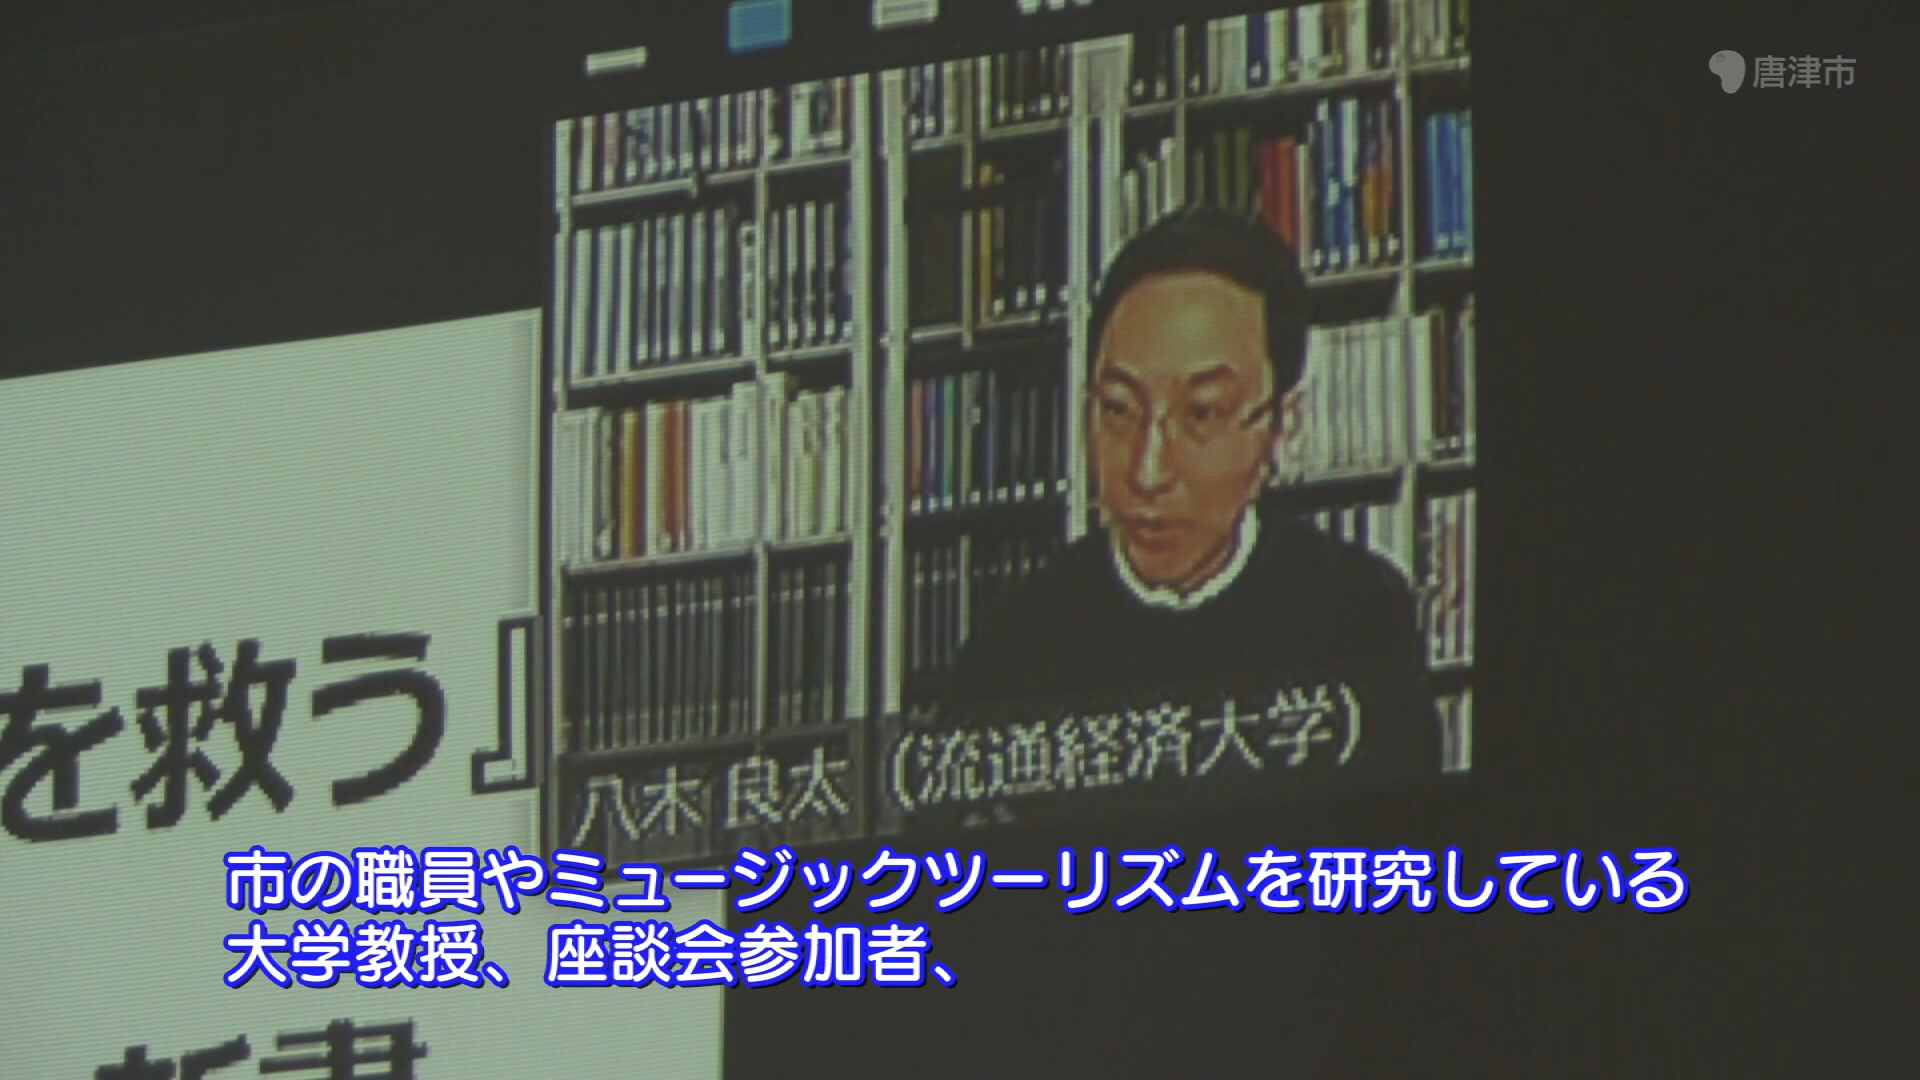 唐津市
を救う』
八木 良太 (流通経済大学)
市の職員やミュージックツーリズムを研究している
大学教授、座談会参加者、
新書